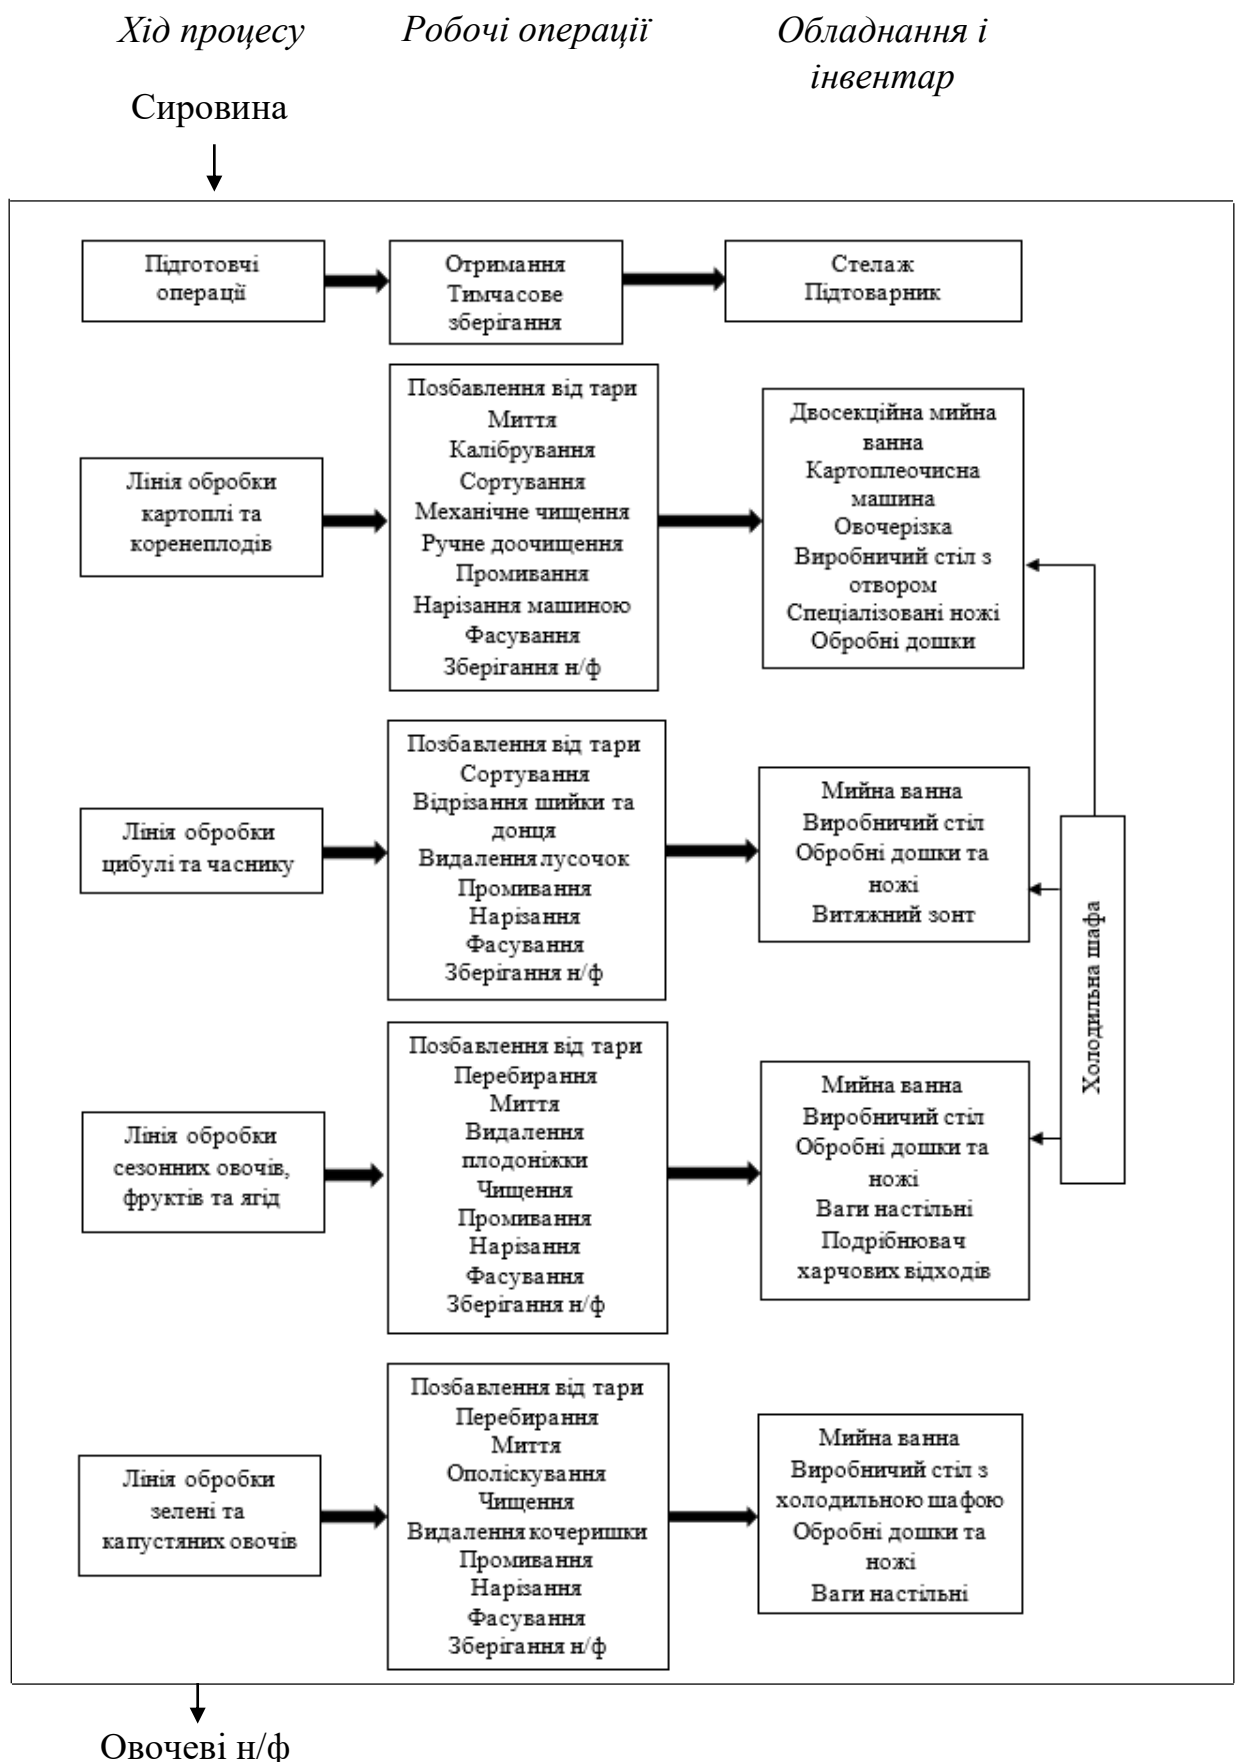 Хід процесу
Робочі операції
Обладнання і
інвентар
Сировина
Підготовчі
операції
Отримання
Тимчасове
зберігання
Стелаж
Підтоварник
Лінія обробки
картоплі та
коренеплодів
Позбавлення від тари
Миття
Калібрування
Сортування
Механічне чищення
Ручне доочищення
Промивання
Нарізання машиною
Фасування
Зберігання н/ф
Двосекційна мийна
ванна
Картоплеочисна
машина
Овочерізка
Виробничий стіл з
отвором
Спеціалізовані ножі
Обробні дошки
Лінія обробки
цибулі та часнику
Позбавлення від тари
Сортування
Відрізання шийки та
донця
Видалення лусочок
Промивання
Нарізання
Фасування
Зберігання н/ф
Мийна ванна
Виробничий стіл
Обробні дошки та
ножі
Витяжний зонт
Холодильна шафа
Лінія обробки
сезонних овочів,
фруктів та ягід
Позбавлення від тари
Перебирання
Миття
Видалення
плодоніжки
Чищення
Промивання
Нарізання
Фасування
Зберігання н/ф
Мийна ванна
Виробничий стіл
Обробні дошки та
ножі
Ваги настільні
Подрібнювач
харчових відходів
Лінія обробки
зелені та
капустяних овочів
Позбавлення від тари
Перебирання
Миття
Ополіскування
Чищення
Видалення кочеришки
Промивання
Нарізання
Фасування
Зберігання н/ф
Мийна ванна
Виробничий стіл з
холодильною шафою
Обробні дошки та
ножі
Ваги настільні
Овочеві н/ф